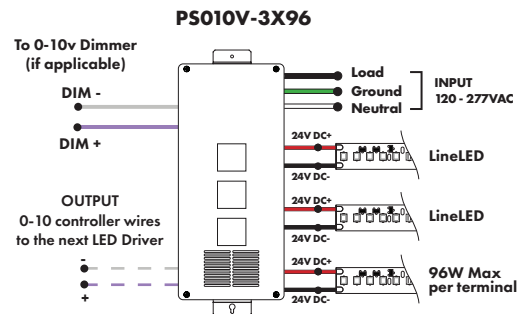 PS010V-3X96
To 0-10v Dimmer
(if applicable)
DIM -
DIM +
OUTPUT
0-10 controller wires
to the next LED Driver
-
+
Load
Ground
Neutral
INPUT
120 - 277VAC
24V DC+
24V DC-
LineLED
24V DC+
24V DC-
LineLED
24V DC+
24V DC-
96W Max
per terminal